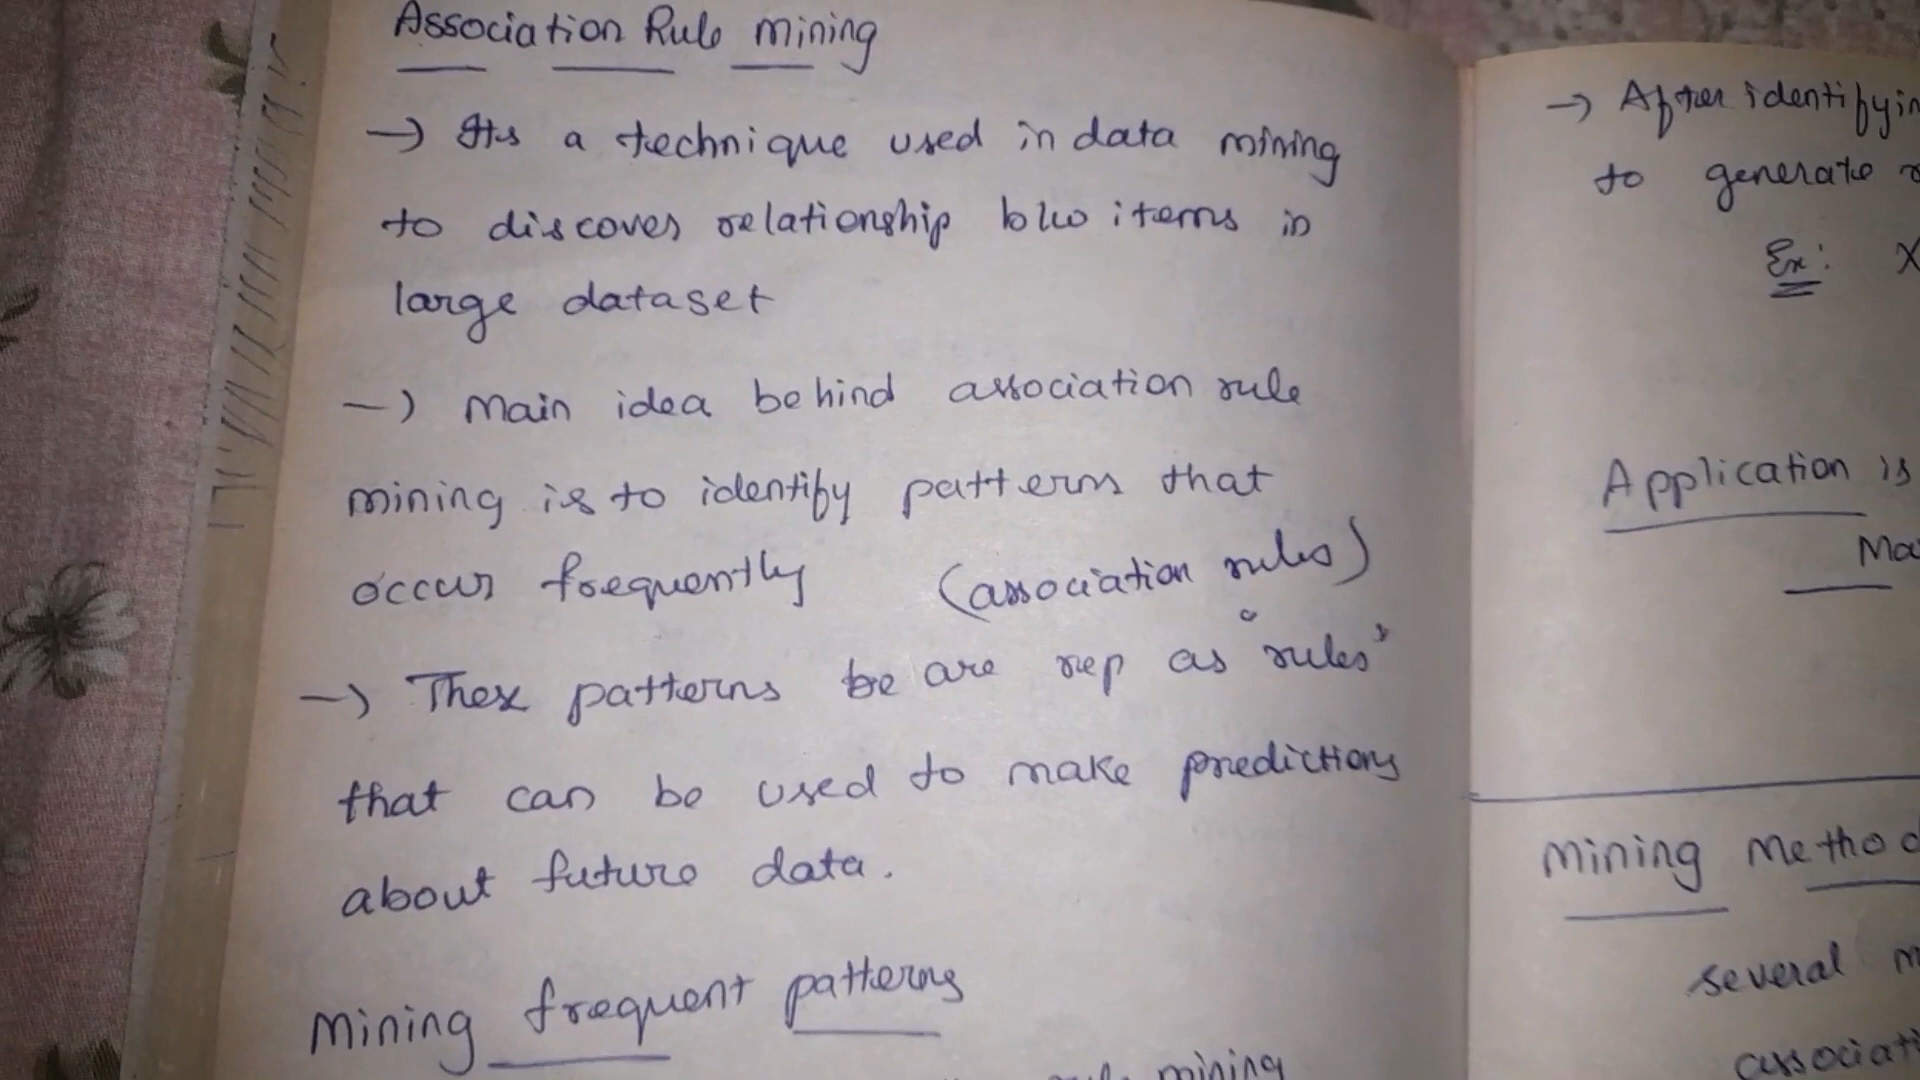 Association Rule mining
→ Its a technique used in data mining
to discover relationship b/w items in
large dataset
→ Main idea behind association rule
mining is to identify patterns that
occur frequently (association rules)
→ These patterns be are rep as "rules"
that can be used to make predictions
about future data.
Mining frequent patterns
rule mining
→ After identifyin
to generate r
Ex: X
Application is
Ma
Mining Metho
several m
associati